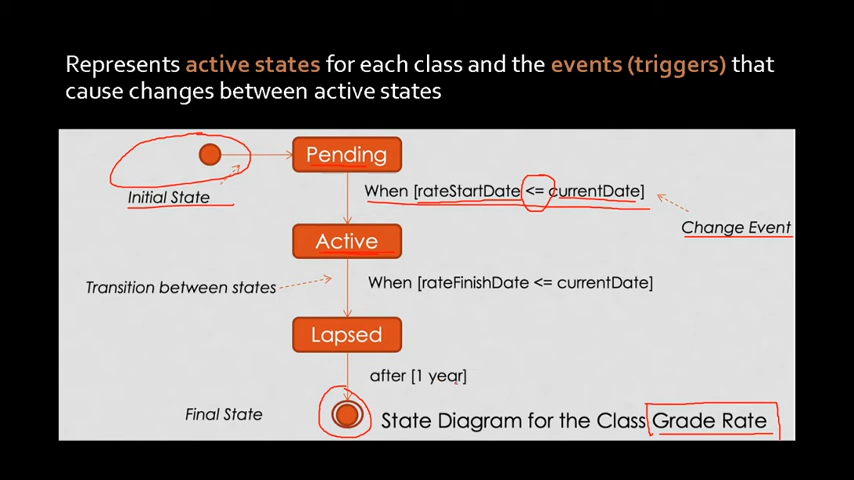 Represents active states for each class and the events (triggers) that
cause changes between active states
Pending
Initial State
When [rateStartDate <= currentDate]
Change Event
Active
Transition between states
When [rateFinishDate <= currentDate]
Lapsed
after [1 year]
Final State
State Diagram for the Class Grade Rate